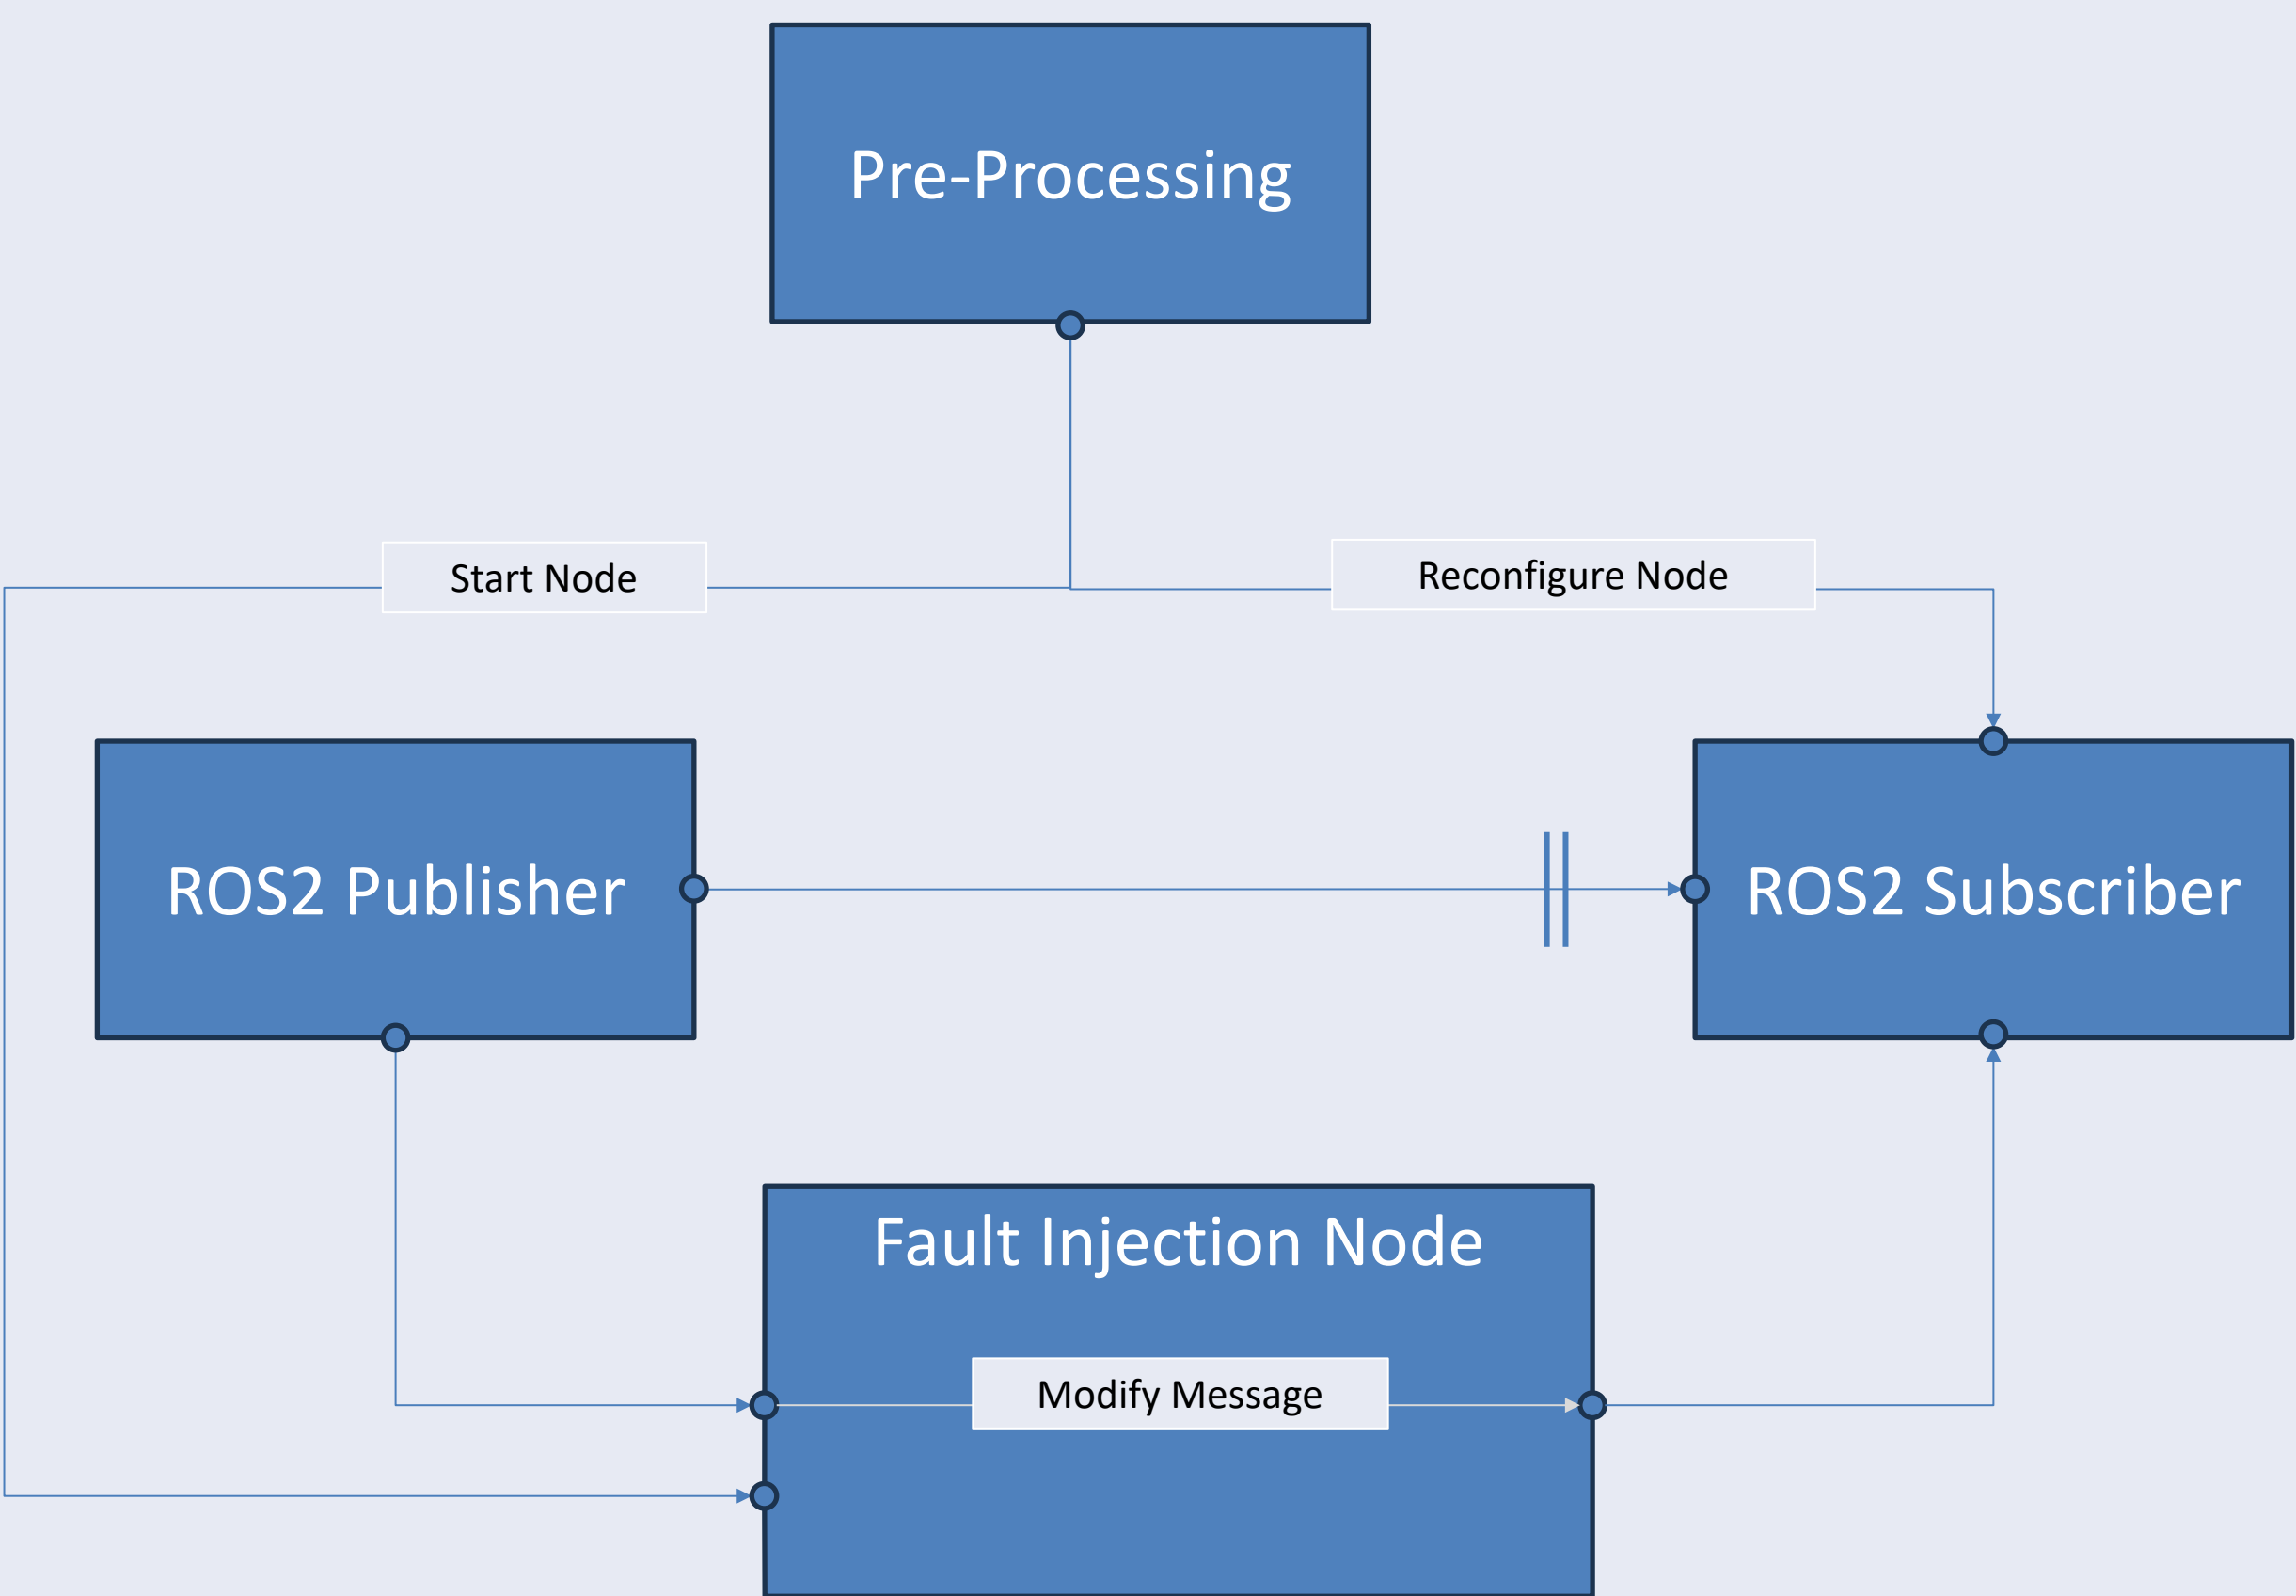 Pre-Processing
Start Node
Reconfigure Node
ROS2 Publisher
ROS2 Subscriber
Fault Injection Node
Modify Message